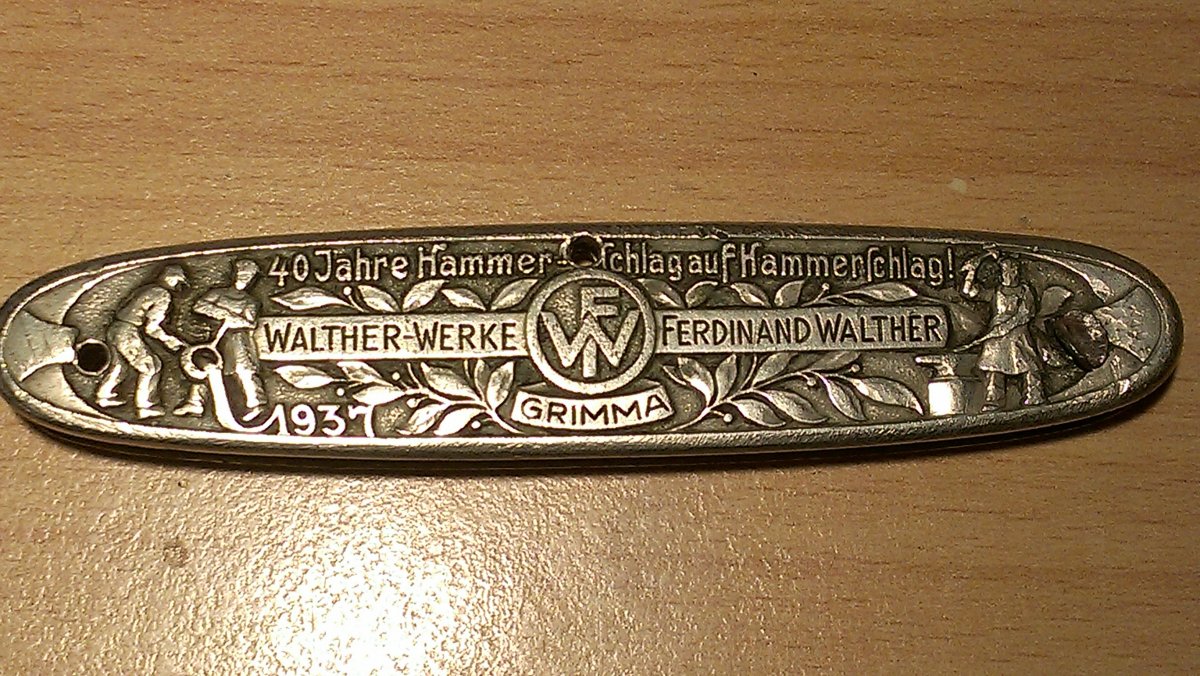 40 Jahre Hammer-ſchlag auf Hammerſchlag!
WALTHER-WERKE FERDINAND WALTHER
FW
GRIMMA
1937